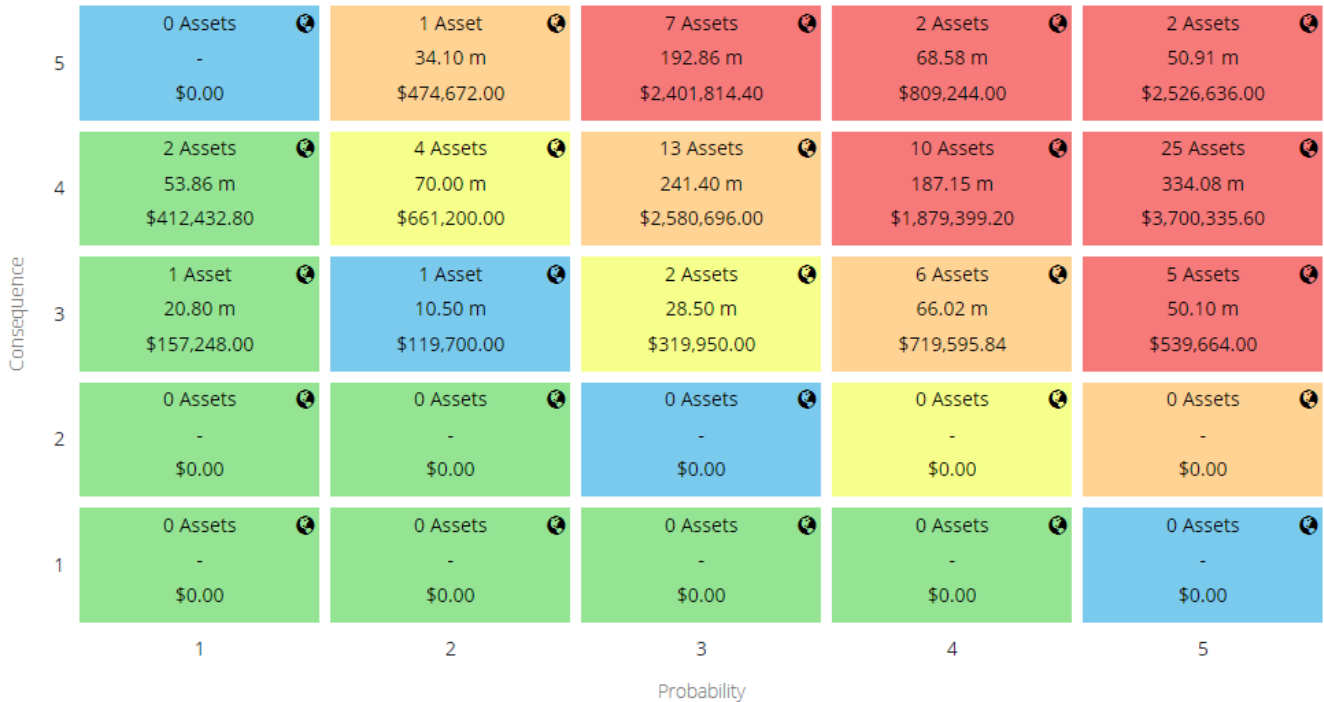 0 Assets
-
$0.00
1 Asset
34.10 m
$474,672.00
7 Assets
192.86 m
$2,401,814.40
2 Assets
68.58 m
$809,244.00
2 Assets
50.91 m
$2,526,636.00
5
2 Assets
53.86 m
$412,432.80
4 Assets
70.00 m
$661,200.00
13 Assets
241.40 m
$2,580,696.00
10 Assets
187.15 m
$1,879,399.20
25 Assets
334.08 m
$3,700,335.60
4
Consequence
1 Asset
20.80 m
$157,248.00
1 Asset
10.50 m
$119,700.00
2 Assets
28.50 m
$319,950.00
6 Assets
66.02 m
$719,595.84
5 Assets
50.10 m
$539,664.00
3
0 Assets
-
$0.00
0 Assets
-
$0.00
0 Assets
-
$0.00
0 Assets
-
$0.00
0 Assets
-
$0.00
2
0 Assets
-
$0.00
0 Assets
-
$0.00
0 Assets
-
$0.00
0 Assets
-
$0.00
0 Assets
-
$0.00
1
1
2
3
4
5
Probability